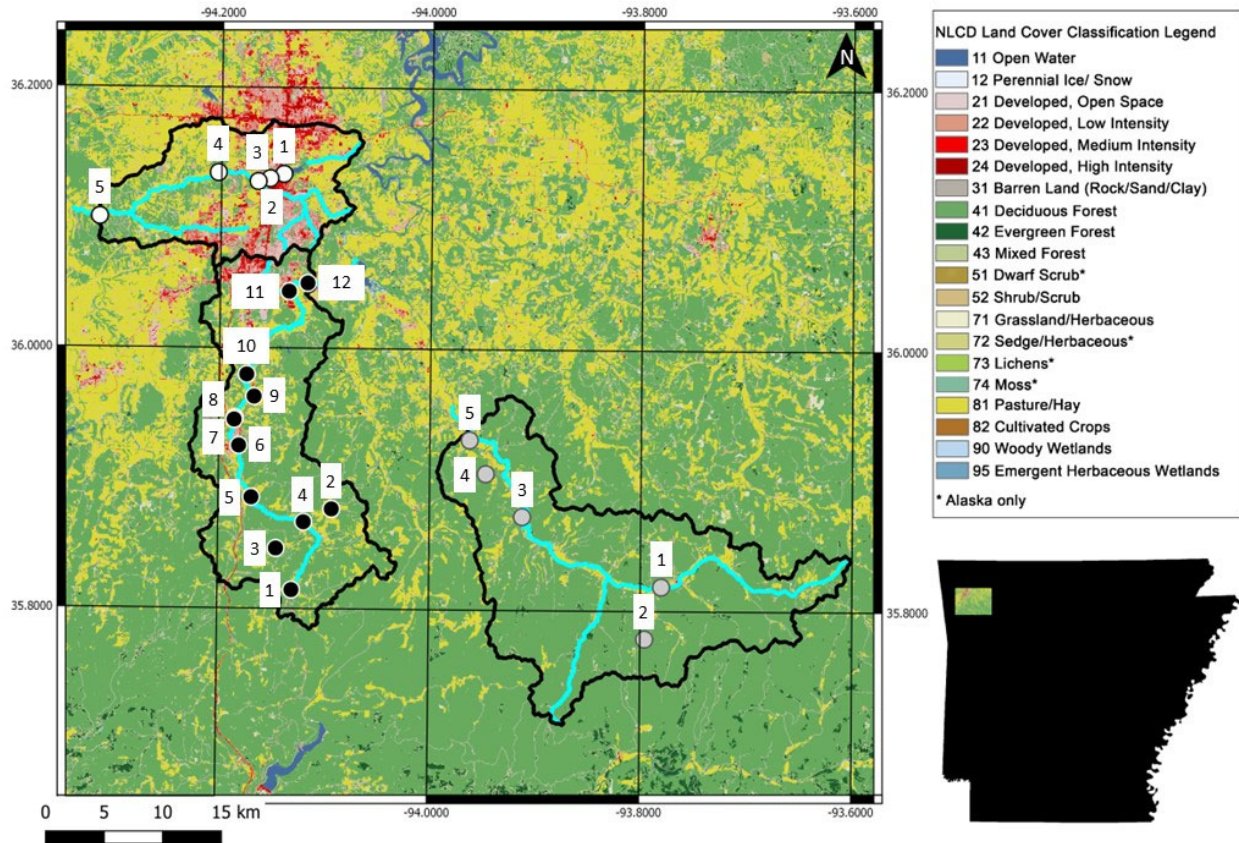 -94.2000
-94.0000
-93.8000
-93.6000
N
36.2000
36.2000
4
3
1
5
2
11
12
36.0000
36.0000
10
9
8
7
6
5
4
2
3
1
5
4
3
1
2
35.8000
35.8000
-94.2000
-94.0000
-93.8000
-93.6000
0 5 10 15 km
NLCD Land Cover Classification Legend
11 Open Water
12 Perennial Ice/ Snow
21 Developed, Open Space
22 Developed, Low Intensity
23 Developed, Medium Intensity
24 Developed, High Intensity
31 Barren Land (Rock/Sand/Clay)
41 Deciduous Forest
42 Evergreen Forest
43 Mixed Forest
51 Dwarf Scrub*
52 Shrub/Scrub
71 Grassland/Herbaceous
72 Sedge/Herbaceous*
73 Lichens*
74 Moss*
81 Pasture/Hay
82 Cultivated Crops
90 Woody Wetlands
95 Emergent Herbaceous Wetlands
* Alaska only